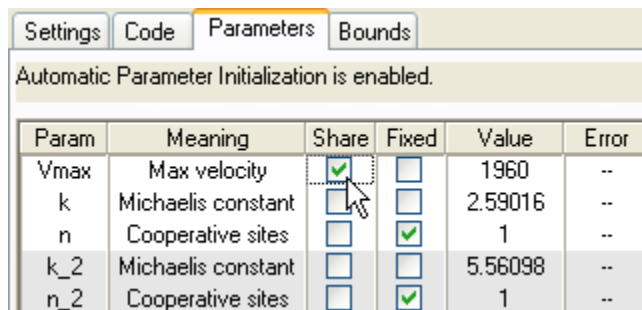 Settings Code Parameters Bounds
Automatic Parameter Initialization is enabled.
Param Meaning Share Fixed Value Error
Vmax Max velocity 1960 --
k Michaelis constant 2.59016 --
n Cooperative sites 1 --
k_2 Michaelis constant 5.56098 --
n_2 Cooperative sites 1 --